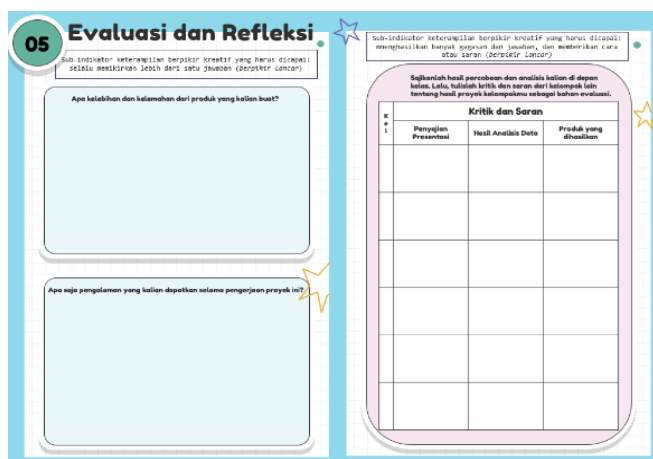 05
Evaluasi dan Refleksi
Sub-indikator keterampilan berpikir kreatif yang harus dicapai:
selalu memikirkan lebih dari satu jawaban (berpikir lancar)
Apa kelebihan dan kelemahan dari produk yang kalian buat?
Apa saja pengalaman yang kalian dapatkan selama pengerjaan proyek ini?
Sub-indikator keterampilan berpikir kreatif yang harus dicapai:
mnenghasilkan banyak gagasan dan jawaban, dan memberikan cara
atau saran (berpikir lancar)
Sajikanlah hasil percobaan dan analisis kalian di depan
kelas. Lalu, tulislah kritik dan saran dari kelompok lain
tentang hasil proyek kelompokmu sebagai bahan evaluasi.
Kel
Kritik dan Saran
Penyajian
Presentasi
Hasil Analisis Data
Produk yang
dihasilkan